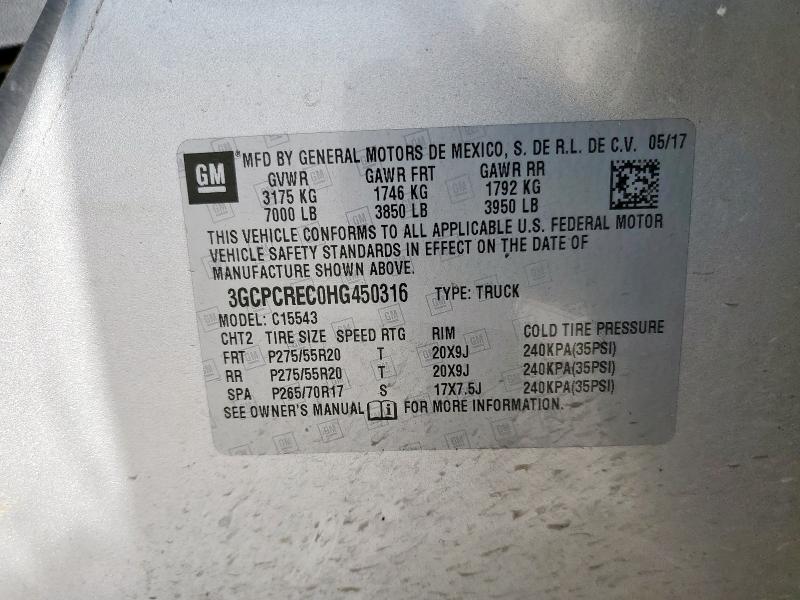 GM ®MFD BY GENERAL MOTORS DE MEXICO, S. DE R.L. DE C.V. 05/17
GVWR GAWR FRT GAWR RR
3175 KG 1746 KG 1792 KG
7000 LB 3850 LB 3950 LB
THIS VEHICLE CONFORMS TO ALL APPLICABLE U.S. FEDERAL MOTOR
VEHICLE SAFETY STANDARDS IN EFFECT ON THE DATE OF
MANUFACTURE SHOWN ABOVE.
3GCPCREC0HG450316 TYPE: TRUCK
MODEL: C15543
CHT2 TIRE SIZE SPEED RTG RIM COLD TIRE PRESSURE
FRT P275/55R20 T 20X9J 240KPA(35PSI)
RR P275/55R20 T 20X9J 240KPA(35PSI)
SPA P265/70R17 S 17X7.5J 240KPA(35PSI)
SEE OWNER'S MANUAL FOR MORE INFORMATION.